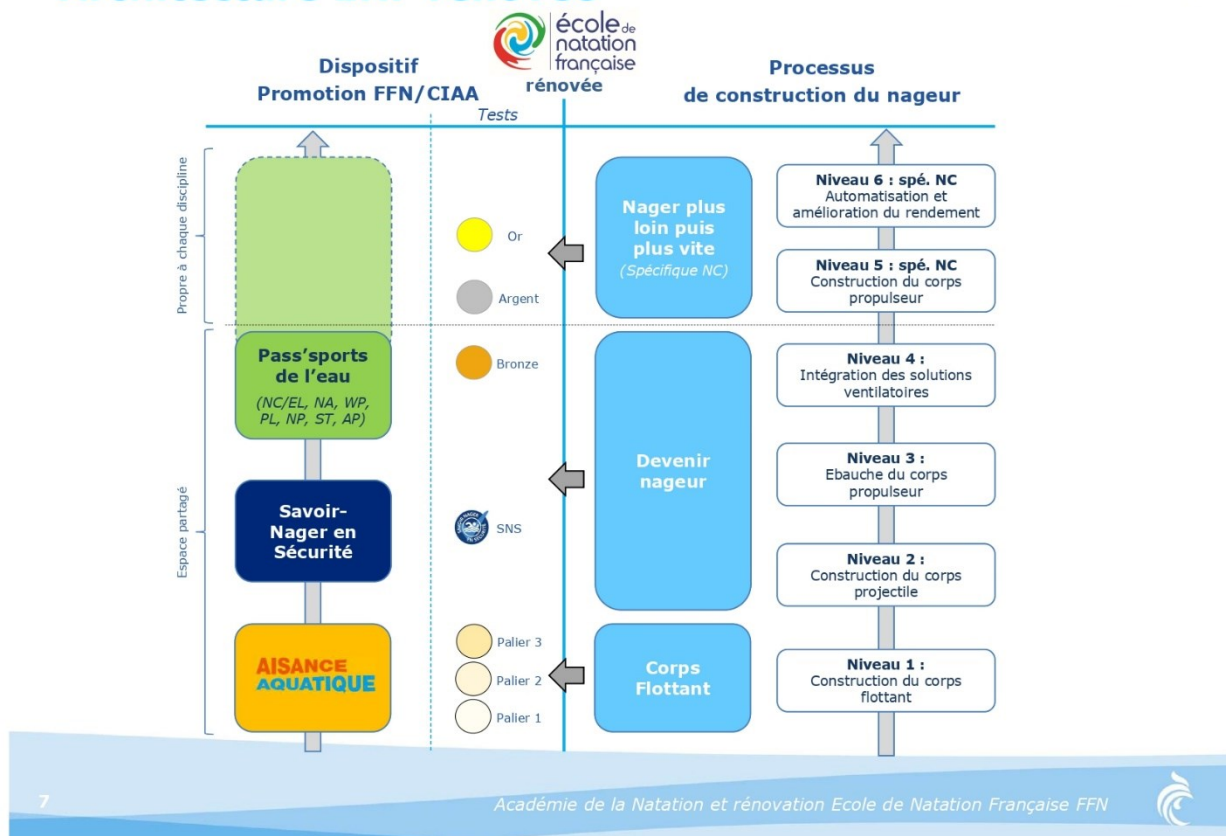 école de
natation
française
rénovée
Dispositif
Promotion FFN/CIAA
Tests
Processus
de construction du nageur
Propre à chaque discipline
Espace partagé
Pass’sports
de l’eau
(NC/EL, NA, WP,
PL, NP, ST, AP)
Savoir-
Nager en
Sécurité
AISANCE
AQUATIQUE
Or
Argent
Bronze
SNS
Palier 3
Palier 2
Palier 1
Nager plus
loin puis
plus vite
(Spécifique NC)
Devenir
nageur
Corps
Flottant
Niveau 6 : spé. NC
Automatisation et
amélioration du rendement
Niveau 5 : spé. NC
Construction du corps
propulseur
Niveau 4 :
Intégration des solutions
ventilatoires
Niveau 3 :
Ebauche du corps
propulseur
Niveau 2 :
Construction du corps
projectile
Niveau 1 :
Construction du corps
flottant
7
Académie de la Natation et rénovation Ecole de Natation Française FFN